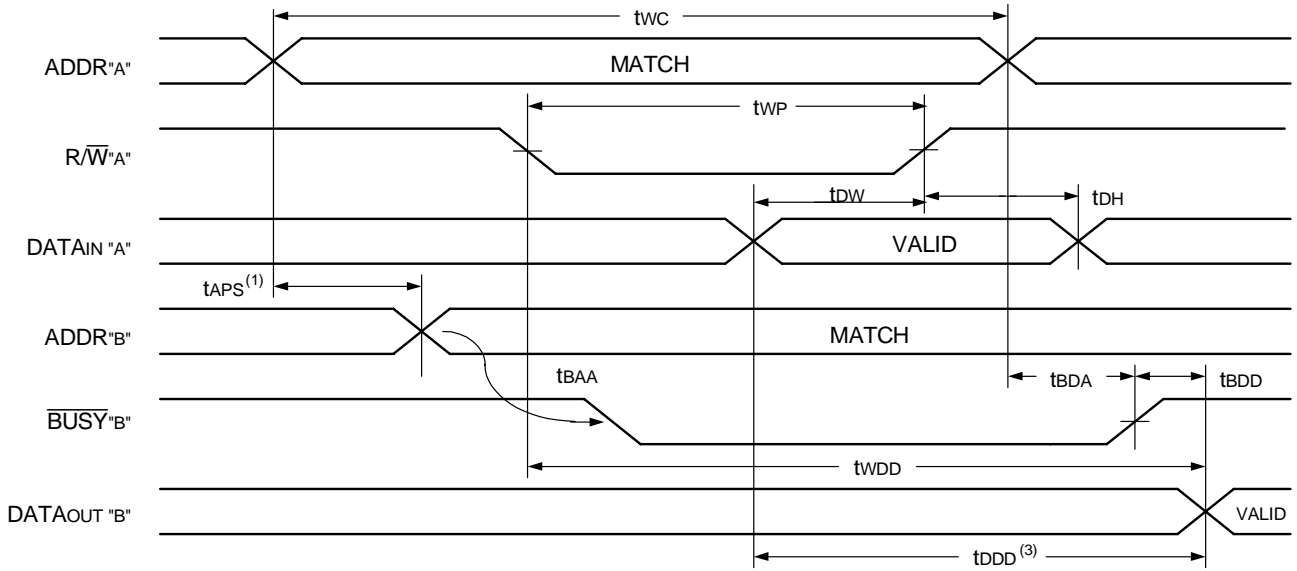 tWC
ADDR"A"
MATCH
tWP
R/W̅"A"
tDW
tDH
DATAIN "A"
VALID
tAPS(1)
ADDR"B"
MATCH
tBAA
tBDA
tBDD
B̅U̅S̅Y̅"B"
tWDD
DATAOUT "B"
VALID
tDDD(3)